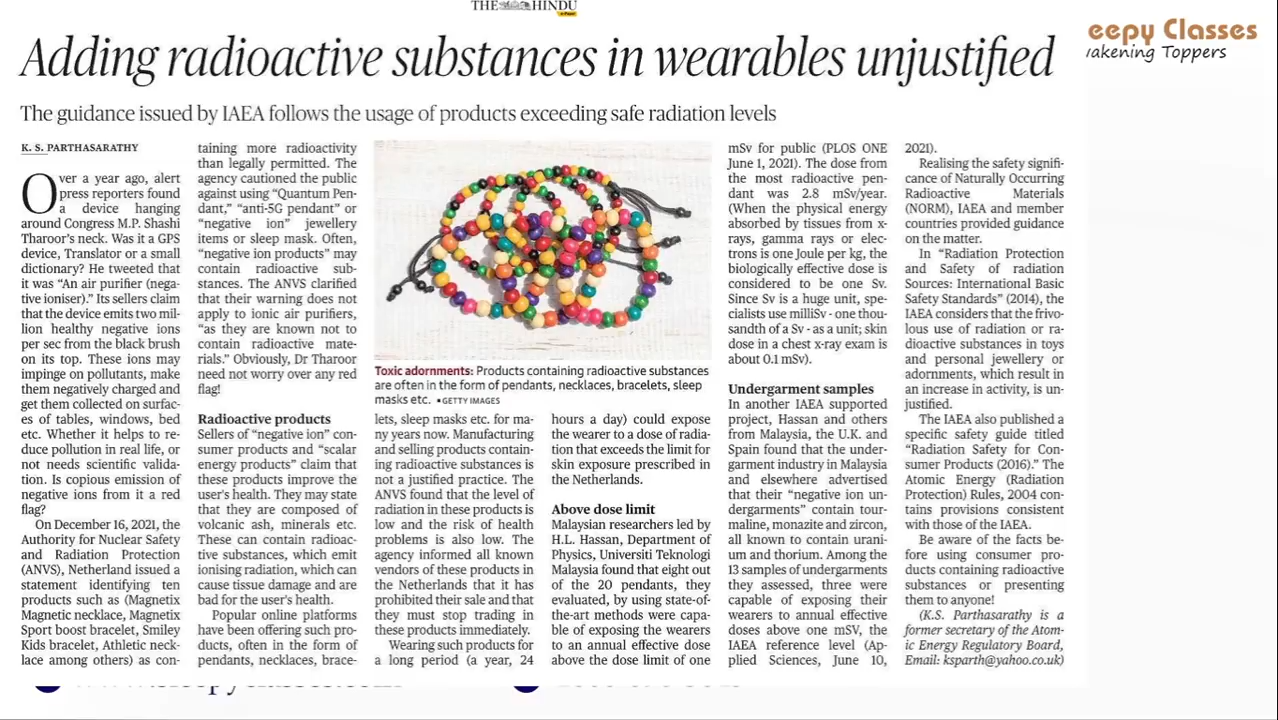 THE HINDU
Adding radioactive substances in wearables unjustified
eepy Classes
vakening Toppers
The guidance issued by IAEA follows the usage of products exceeding safe radiation levels
K. S. PARTHASARATHY
Over a year ago, alert
press reporters found
a device hanging
around Congress M.P. Shashi
Tharoor's neck. Was it a GPS
device, Translator or a small
dictionary? He tweeted that
it was “An air purifier (nega-
tive ioniser).” Its sellers claim
that the device emits two mil-
lion healthy negative ions
per sec from the black brush
on its top. These ions may
impinge on pollutants, make
them negatively charged and
get them collected on surfac-
es of tables, windows, bed
etc. Whether it helps to re-
duce pollution in real life, or
not needs scientific valida-
tion. Is copious emission of
negative ions from it a red
flag?
On December 16, 2021, the
Authority for Nuclear Safety
and Radiation Protection
(ANVS), Netherland issued a
statement identifying ten
products such as (Magnetix
Magnetic necklace, Magnetix
Sport boost bracelet, Smiley
Kids bracelet, Athletic neck-
lace among others) as con-
taining more radioactivity
than legally permitted. The
agency cautioned the public
against using “Quantum Pen-
dant,” “anti-5G pendant” or
“negative ion” jewellery
items or sleep mask. Often,
“negative ion products” may
contain radioactive sub-
stances. The ANVS clarified
that their warning does not
apply to ionic air purifiers,
“as they are known not to
contain radioactive mate-
rials.” Obviously, Dr Tharoor
need not worry over any red
flag!
Radioactive products
Sellers of “negative ion” con-
sumer products and “scalar
energy products” claim that
these products improve the
user's health. They may state
that they are composed of
volcanic ash, minerals etc.
These can contain radioac-
tive substances, which emit
ionising radiation, which can
cause tissue damage and are
bad for the user's health.
Popular online platforms
have been offering such pro-
ducts, often in the form of
pendants, necklaces, brace-
Toxic adornments: Products containing radioactive substances
are often in the form of pendants, necklaces, bracelets, sleep
masks etc. ▪ GETTY IMAGES
lets, sleep masks etc. for ma-
ny years now. Manufacturing
and selling products contain-
ing radioactive substances is
not a justified practice. The
ANVS found that the level of
radiation in these products is
low and the risk of health
problems is also low. The
agency informed all known
vendors of these products in
the Netherlands that it has
prohibited their sale and that
they must stop trading in
these products immediately.
Wearing such products for
a long period (a year, 24
hours a day) could expose
the wearer to a dose of radia-
tion that exceeds the limit for
skin exposure prescribed in
the Netherlands.
Above dose limit
Malaysian researchers led by
H.L. Hassan, Department of
Physics, Universiti Teknologi
Malaysia found that eight out
of the 20 pendants, they
evaluated, by using state-of-
the-art methods were capa-
ble of exposing the wearers
to an annual effective dose
above the dose limit of one
mSv for public (PLOS ONE
June 1, 2021). The dose from
the most radioactive pen-
dant was 2.8 mSv/year.
(When the physical energy
absorbed by tissues from x-
rays, gamma rays or elec-
trons is one Joule per kg, the
biologically effective dose is
considered to be one Sv.
Since Sv is a huge unit, spe-
cialists use milliSv - one thou-
sandth of a Sv - as a unit; skin
dose in a chest x-ray exam is
about 0.1 mSv).
Undergarment samples
In another IAEA supported
project, Hassan and others
from Malaysia, the U.K. and
Spain found that the under-
garment industry in Malaysia
and elsewhere advertised
that their “negative ion un-
dergarments” contain tour-
maline, monazite and zircon,
all known to contain urani-
um and thorium. Among the
13 samples of undergarments
they assessed, three were
capable of exposing their
wearers to annual effective
doses above one mSV, the
IAEA reference level (Ap-
plied Sciences, June 10,
2021).
Realising the safety signifi-
cance of Naturally Occurring
Radioactive Materials
(NORM), IAEA and member
countries provided guidance
on the matter.
In “Radiation Protection
and Safety of radiation
Sources: International Basic
Safety Standards” (2014), the
IAEA considers that the frivo-
lous use of radiation or ra-
dioactive substances in toys
and personal jewellery or
adornments, which result in
an increase in activity, is un-
justified.
The IAEA also published a
specific safety guide titled
“Radiation Safety for Con-
sumer Products (2016).” The
Atomic Energy (Radiation
Protection) Rules, 2004 con-
tains provisions consistent
with those of the IAEA.
Be aware of the facts be-
fore using consumer pro-
ducts containing radioactive
substances or presenting
them to anyone!
(K.S. Parthasarathy is a
former secretary of the Atom-
ic Energy Regulatory Board,
Email: ksparth@yahoo.co.uk)